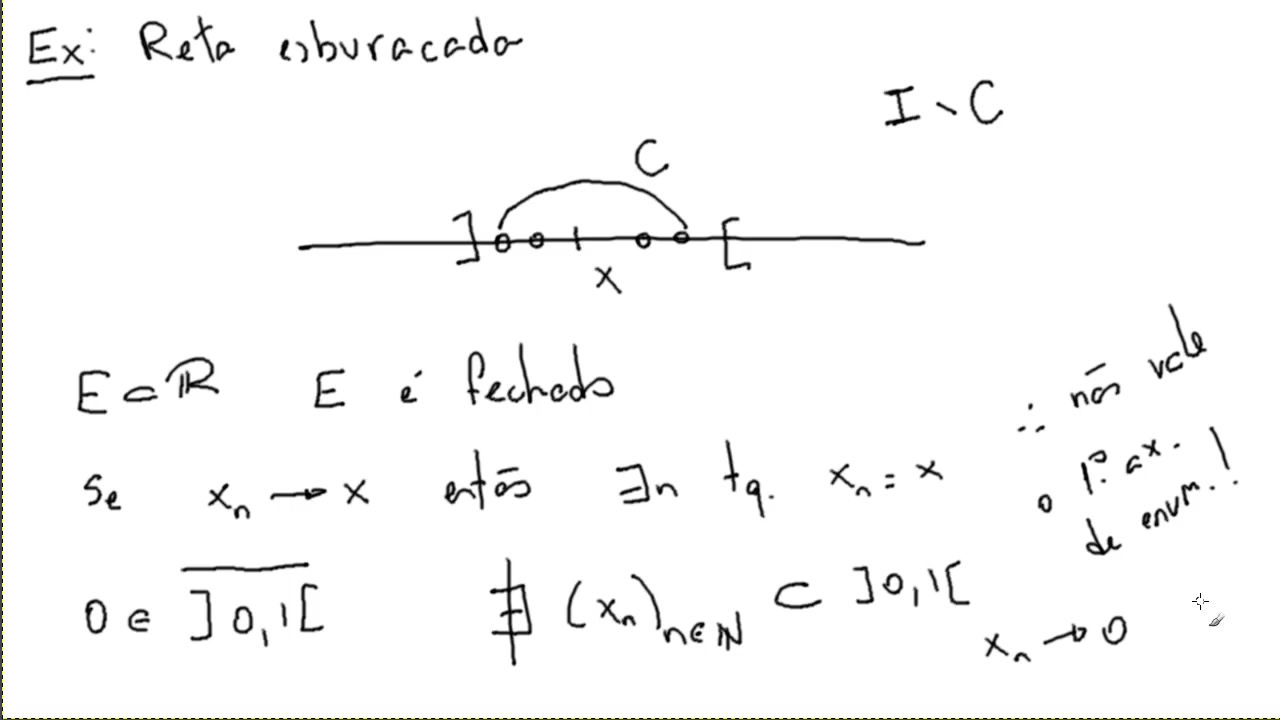 Ex: Reta esburacada
I \ C
C
] [
x
E ⊂ ℝ E é fechado
Se xₙ → x então ∃n tq. xₙ = x
0 ∈ \overline{]0,1[} ∄ (xₙ)ₙ∈ℕ ⊂ ]0,1[
xₙ → 0
∴ não vale
o 1º ax.
de enum.!